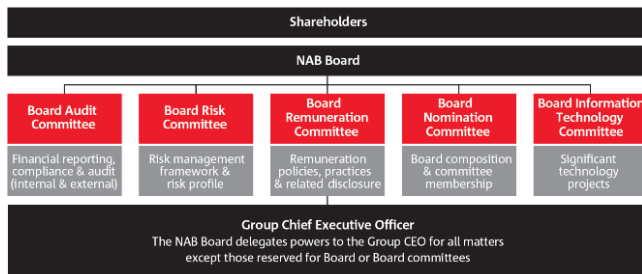 Shareholders
NAB Board
Board Audit
Committee
Board Risk
Committee
Board
Remuneration
Committee
Board
Nomination
Committee
Board Information
Technology
Committee
Financial reporting,
compliance & audit
(internal & external)
Risk management
framework &
risk profile
Remuneration
policies, practices
& related disclosure
Board composition
& committee
membership
Significant
technology
projects
Group Chief Executive Officer
The NAB Board delegates powers to the Group CEO for all matters
except those reserved for Board or Board committees